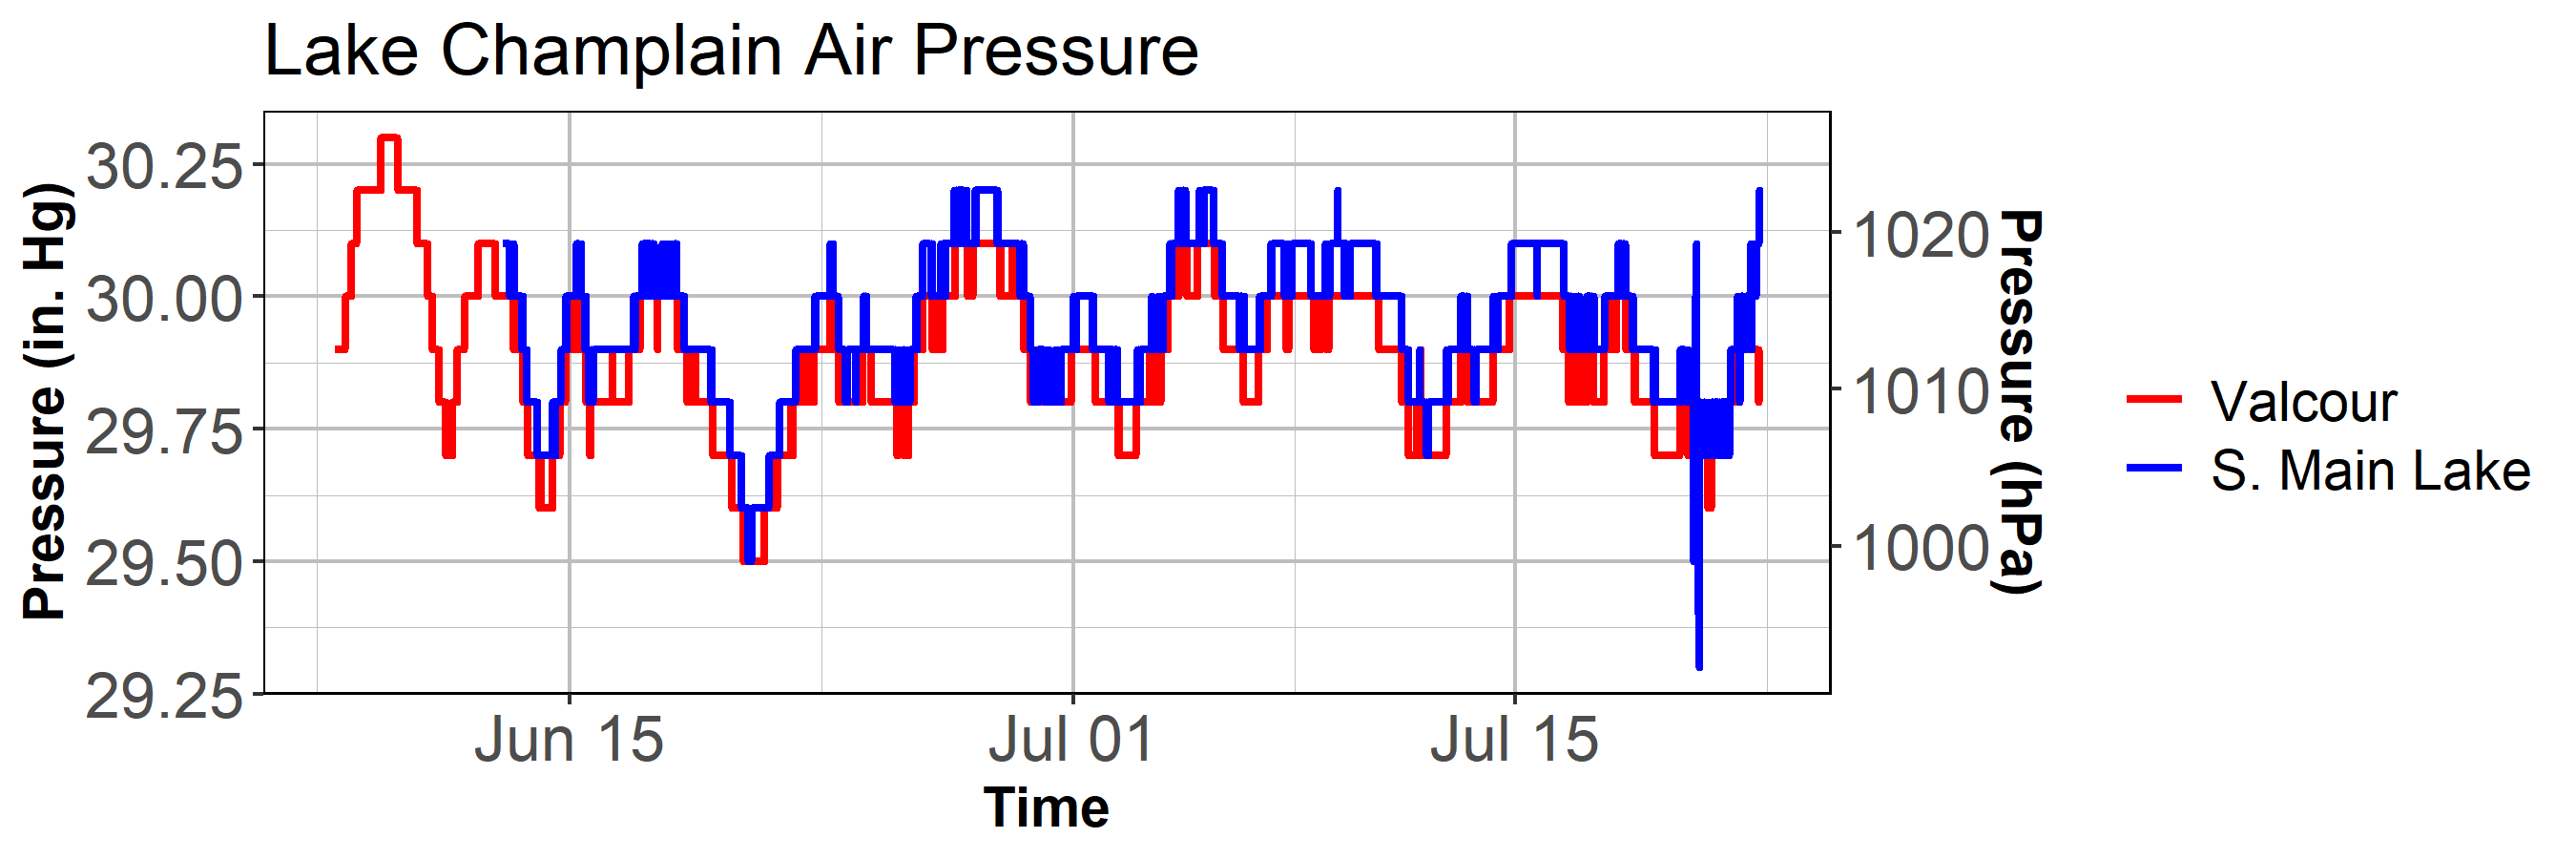 Lake Champlain Air Pressure
Pressure (in. Hg)
30.25
30.00
29.75
29.50
29.25
1020
1010
1000
Pressure (hPa)
Jun 15
Jul 01
Jul 15
Time
Valcour
S. Main Lake